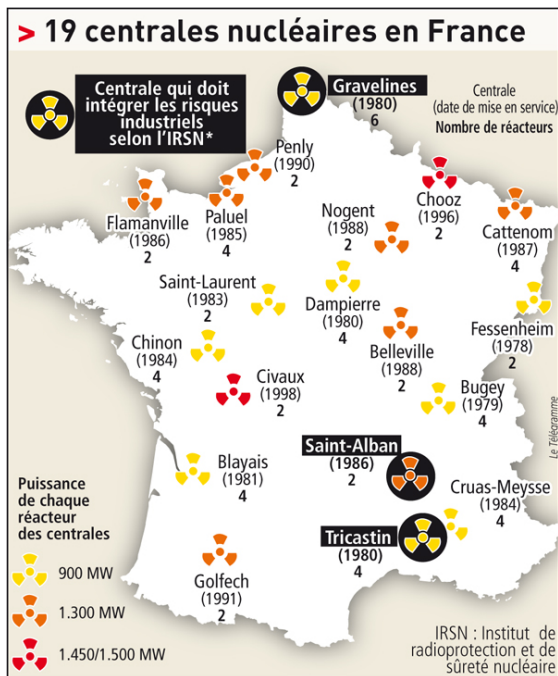 > 19 centrales nucléaires en France
Centrale qui doit
intégrer les risques
industriels
selon l'IRSN*
Gravelines
(1980)
6
Centrale
(date de mise en service)
Nombre de réacteurs
Penly
(1990)
2
Flamanville
(1986)
2
Paluel
(1985)
4
Nogent
(1988)
2
Chooz
(1996)
2
Cattenom
(1987)
4
Saint-Laurent
(1983)
2
Dampierre
(1980)
4
Fessenheim
(1978)
2
Chinon
(1984)
4
Belleville
(1988)
2
Civaux
(1998)
2
Bugey
(1979)
4
Le Télégramme
Saint-Alban
(1986)
2
Blayais
(1981)
4
Cruas-Meysse
(1984)
4
Tricastin
(1980)
4
Golfech
(1991)
2
Puissance
de chaque
réacteur
des centrales
900 MW
1.300 MW
1.450/1.500 MW
IRSN : Institut de
radioprotection et de
sûreté nucléaire